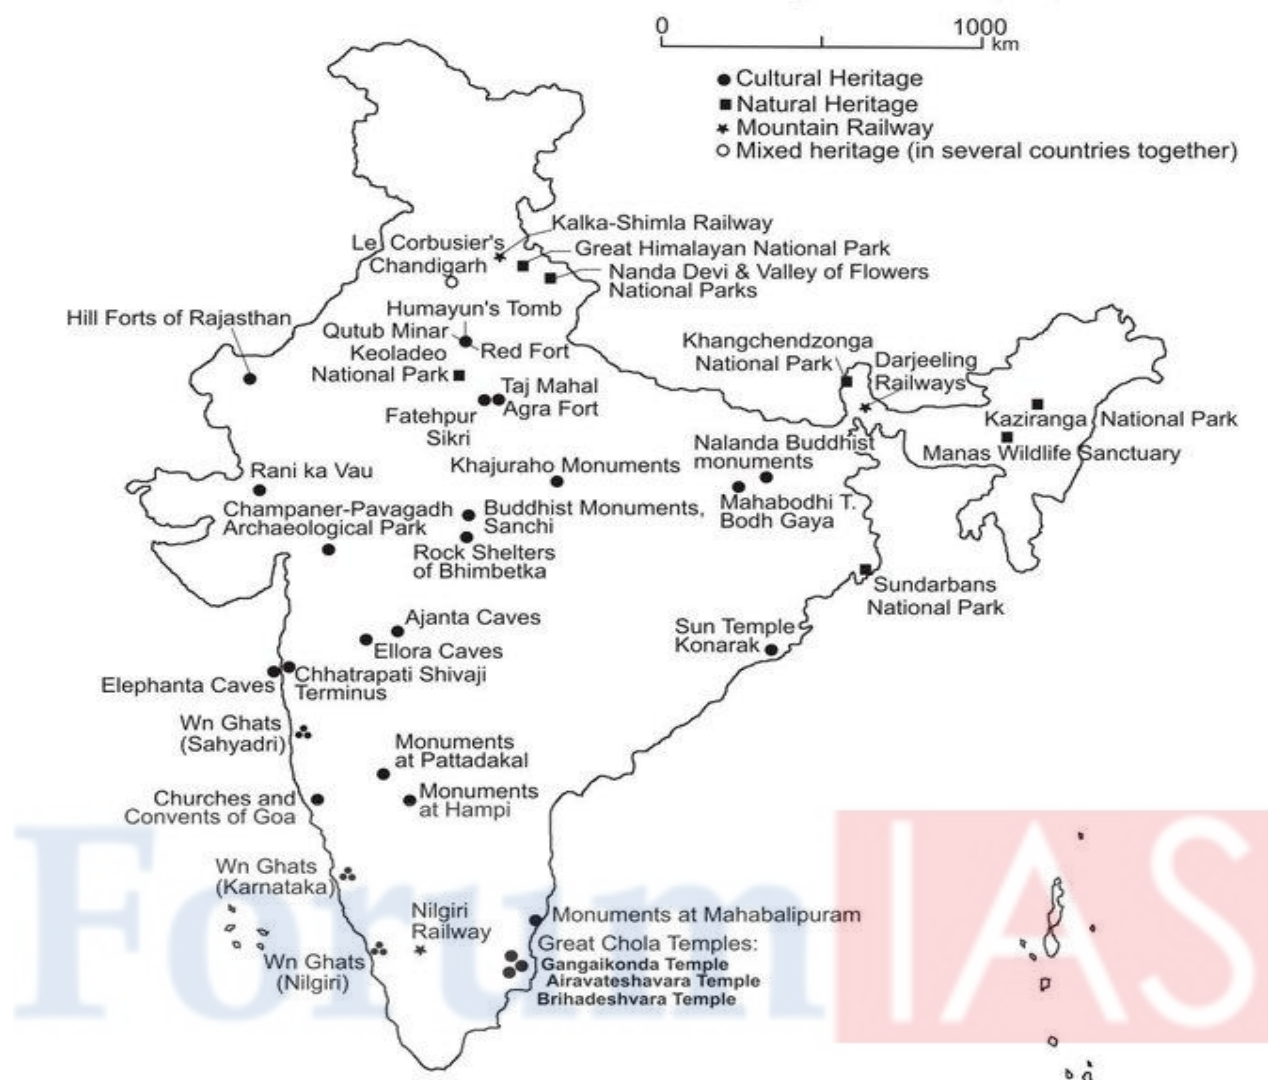 0
1000
km
Cultural Heritage
Natural Heritage
Mountain Railway
Mixed heritage (in several countries together)
Kalka-Shimla Railway
Le Corbusier's
Chandigarh
Great Himalayan National Park
Nanda Devi & Valley of Flowers
National Parks
Humayun's Tomb
Hill Forts of Rajasthan
Qutub Minar
Red Fort
Keoladeo
National Park
Khangchendzonga
National Park
Darjeeling
Railways
Taj Mahal
Agra Fort
Fatehpur
Sikri
Kaziranga National Park
Manas Wildlife Sanctuary
Nalanda Buddhist
monuments
Rani ka Vau
Khajuraho Monuments
Mahabodhi T.
Bodh Gaya
Champaner-Pavagadh
Archaeological Park
Buddhist Monuments,
Sanchi
Rock Shelters
of Bhimbetka
Sundarbans
National Park
Ajanta Caves
Ellora Caves
Sun Temple
Konarak
Elephanta Caves
Chhatrapati Shivaji
Terminus
Wn Ghats
(Sahyadri)
Monuments
at Pattadakal
Churches and
Convents of Goa
Monuments
at Hampi
Wn Ghats
(Karnataka)
Nilgiri
Railway
Monuments at Mahabalipuram
Wn Ghats
(Nilgiri)
Great Chola Temples:
Gangaikonda Temple
Airavateshavara Temple
Brihadeshvara Temple
Forum IAS